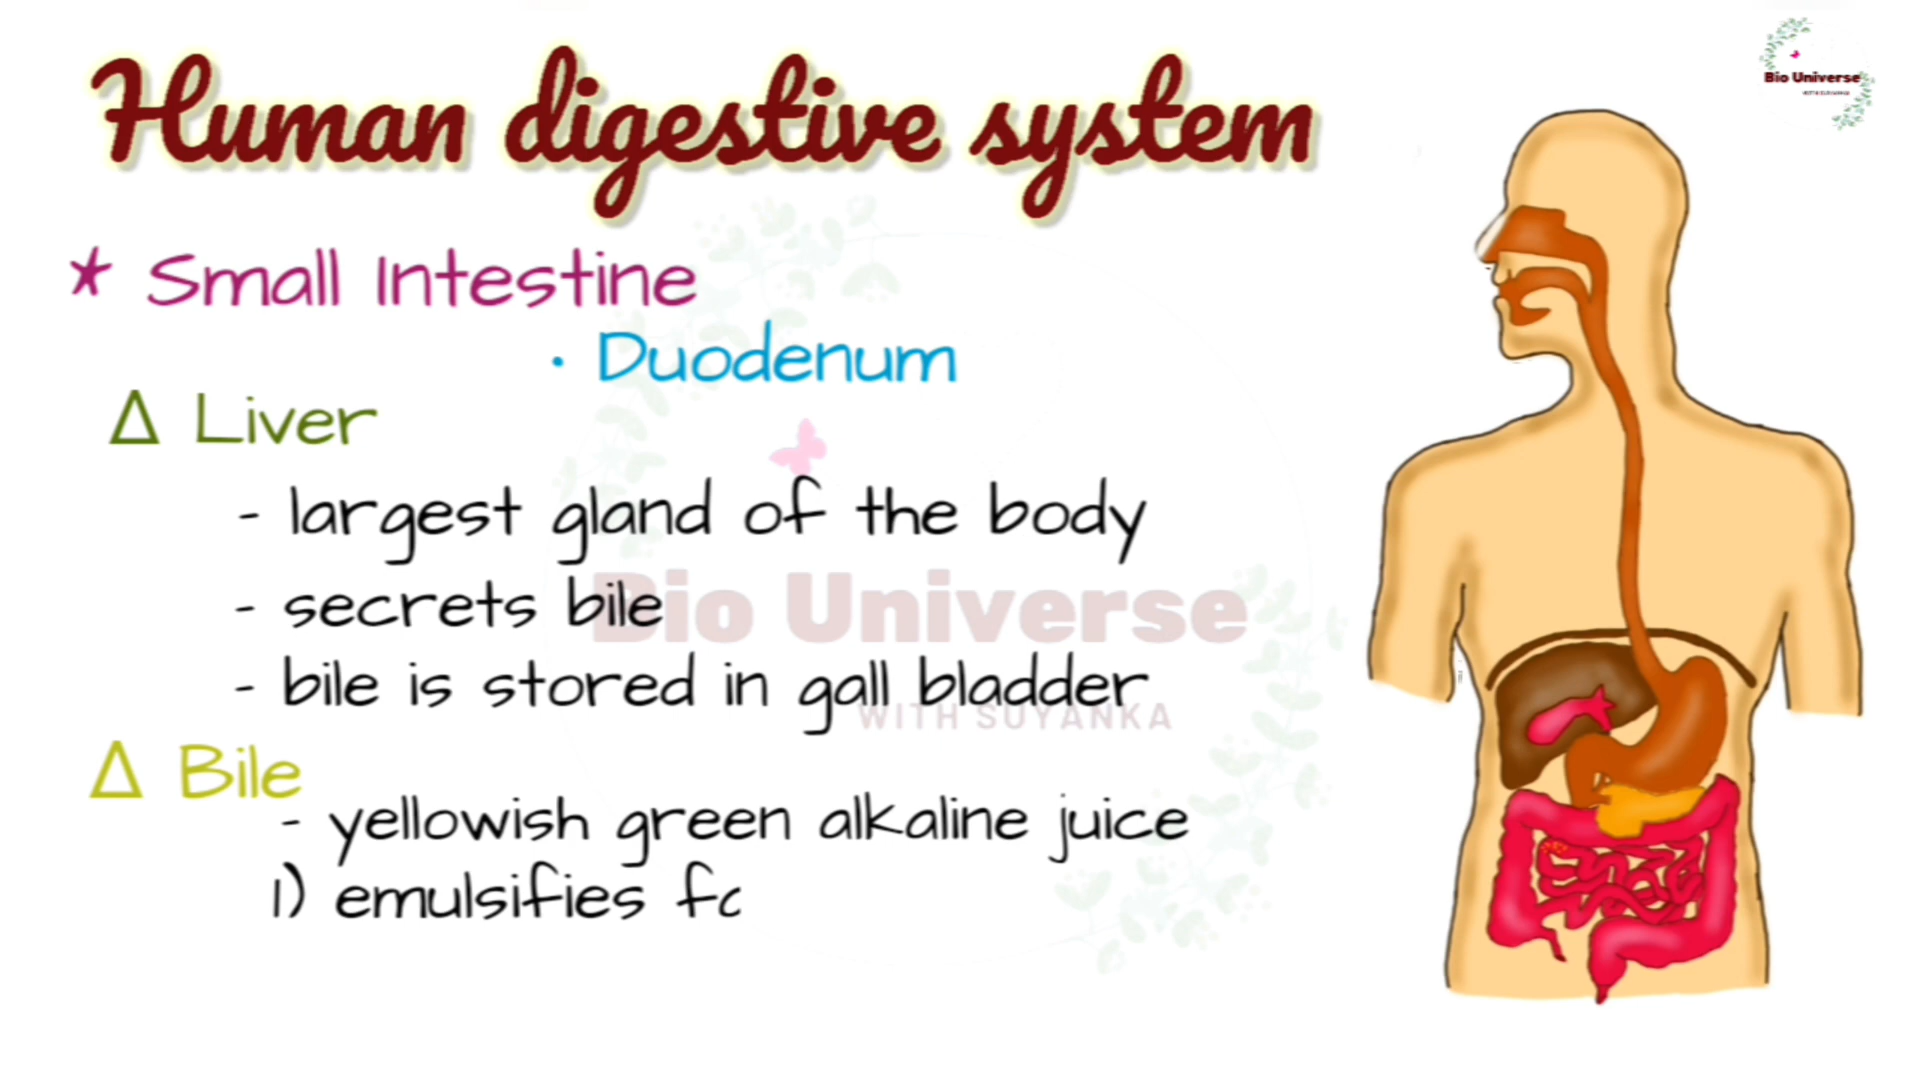 Human digestive system
Bio Universe
* Small Intestine
• Duodenum
Δ Liver
- largest gland of the body
- secrets bile
- bile is stored in gall bladder
Δ Bile
- yellowish green alkaline juice
1) emulsifies
Bio Universe
WITH SUYANKA